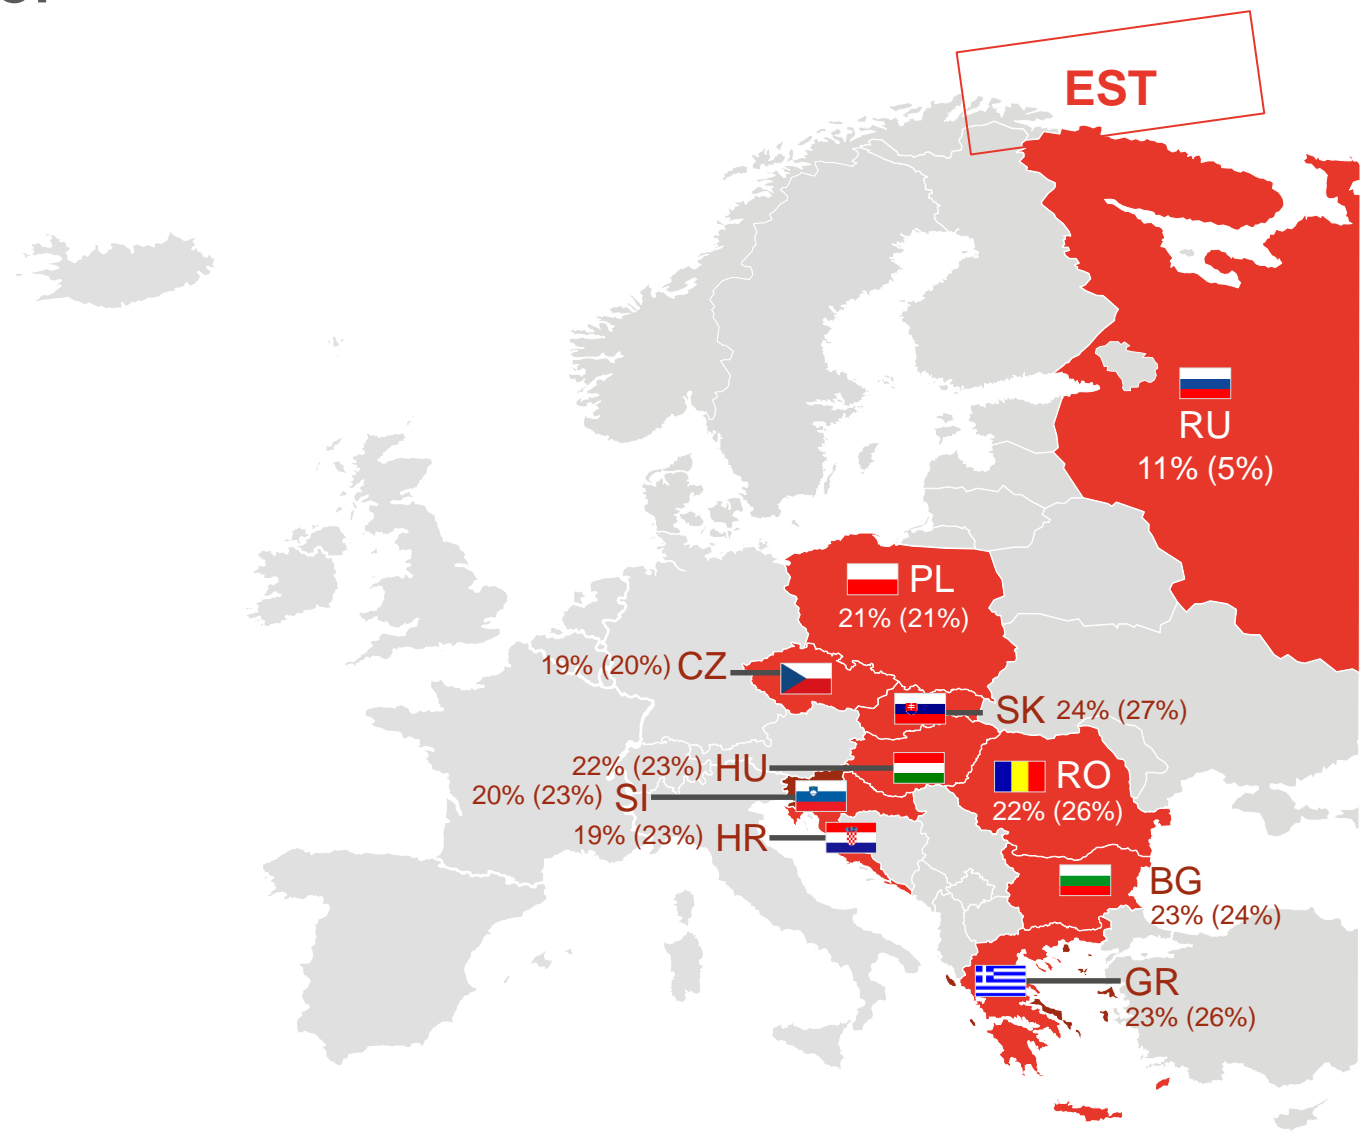 EST
RU
11% (5%)
PL
21% (21%)
19% (20%) CZ
SK 24% (27%)
22% (23%) HU
RO
22% (26%)
20% (23%) SI
19% (23%) HR
BG
23% (24%)
GR
23% (26%)